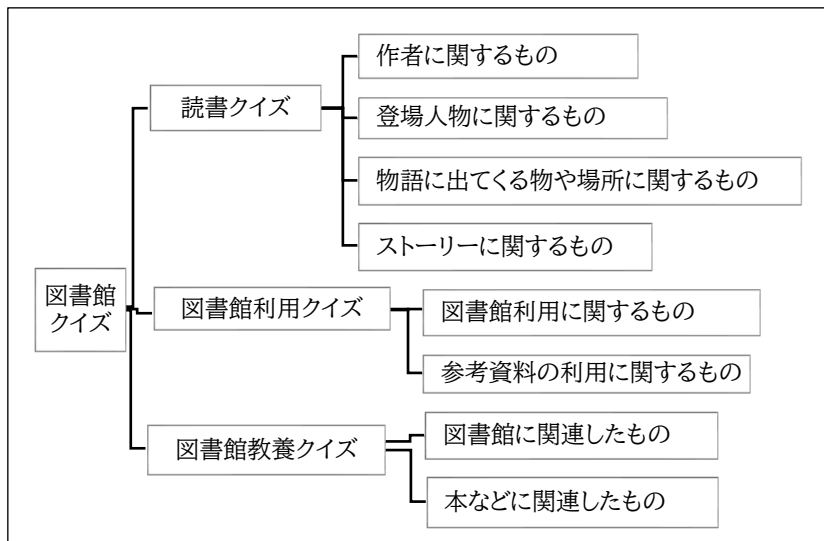 図書館
クイズ
読書クイズ
作者に関するもの
登場人物に関するもの
物語に出てくる物や場所に関するもの
ストーリーに関するもの
図書館利用クイズ
図書館利用に関するもの
参考資料の利用に関するもの
図書館教養クイズ
図書館に関連したもの
本などに関連したもの